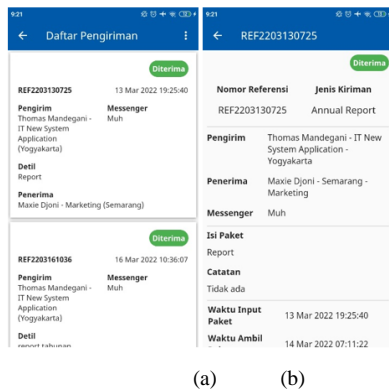 9:21
Daftar Pengiriman
Diterima
REF2203130725 13 Mar 2022 19:25:40
Pengirim Messenger
Thomas Mandegani - Muh
IT New System
Application
(Yogyakarta)
Detil
Report
Penerima
Maxie Djoni - Marketing (Semarang)
Diterima
REF2203161036 16 Mar 2022 10:36:07
Pengirim Messenger
Thomas Mandegani - Muh
IT New System
Application
(Yogyakarta)
Detil
report tahunan
9:21
REF2203130725
Diterima
Nomor Referensi Jenis Kiriman
REF2203130725 Annual Report
Pengirim Thomas Mandegani - IT New
System Application -
Yogyakarta
Penerima Maxie Djoni - Semarang -
Marketing
Messenger Muh
Isi Paket
Report
Catatan
Tidak ada
Waktu Input
Paket 13 Mar 2022 19:25:40
Waktu Ambil
14 Mar 2022 07:11:22
(a) (b)